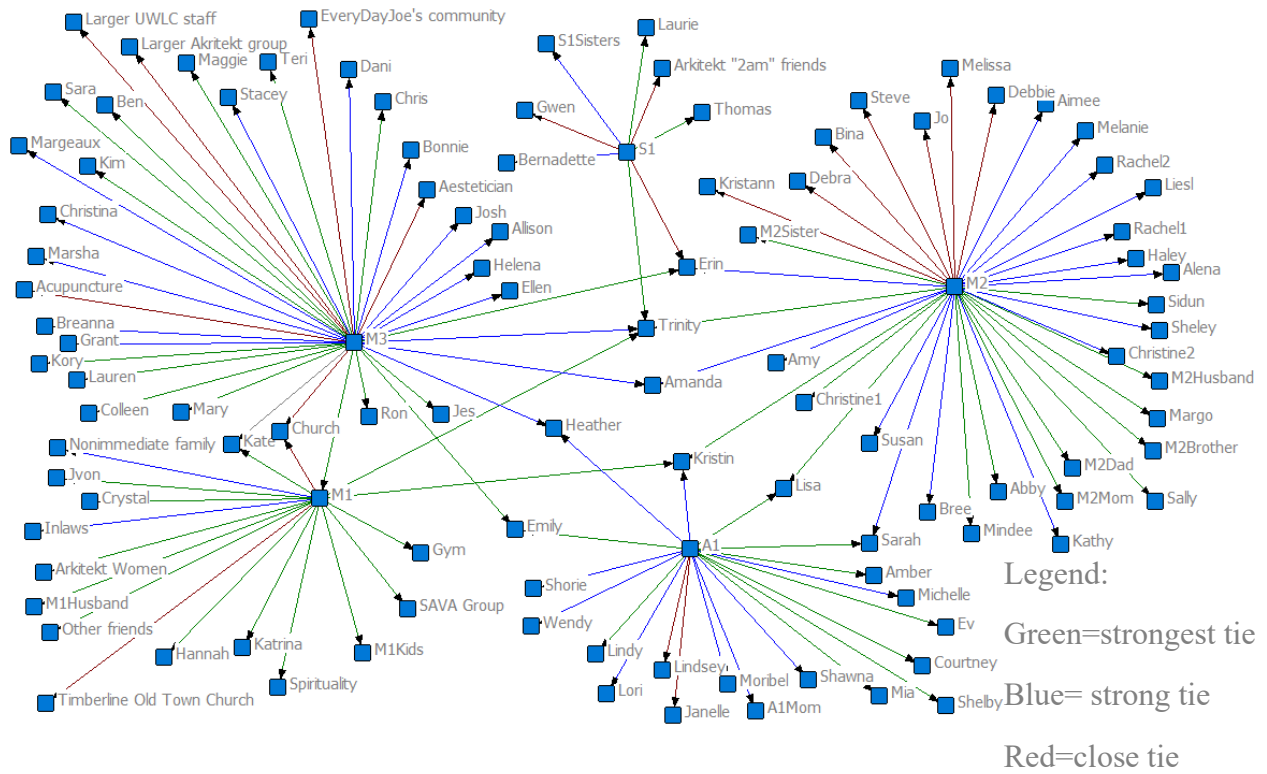 Larger UWLC staff
EveryDayJoe's community
Laurie
S1Sisters
Larger Akritekt group
Maggie
Teri
Dani
Arkitekt "2am" friends
Melissa
Sara
Ben
Stacey
Chris
Gwen
Thomas
Steve
Jo
Debbie
Aimee
Melanie
Bina
Margeaux
Kim
Bonnie
Bernadette
S1
Rachel2
Aestetician
Kristann
Debra
Liesl
Christina
Josh
Allison
M2Sister
Rachel1
Marsha
Helena
Erin
Haley
Alena
Acupuncture
Ellen
M2
Sidun
Breanna
Grant
M3
Trinity
Sheley
Kory
Lauren
Amanda
Amy
Christine2
M2Husband
Colleen
Mary
Ron
Jes
Christine1
Margo
Nonimmediate family
Kate
Church
Heather
Susan
M2Brother
Jvon
Kristin
M2Dad
Crystal
M1
Lisa
Abby
M2Mom
Sally
Inlaws
Emily
Bree
Mindee
Kathy
Gym
A1
Sarah
Arkitekt Women
Shorie
Amber
Michelle
Legend:
M1Husband
SAVA Group
Other friends
Wendy
Ev
Green=strongest tie
Hannah
Katrina
M1Kids
Lindy
Lindsey
Courtney
Spirituality
Lori
Moribel
Shawna
Mia
Shelby
Blue= strong tie
Timberline Old Town Church
Janelle
A1Mom
Red=close tie